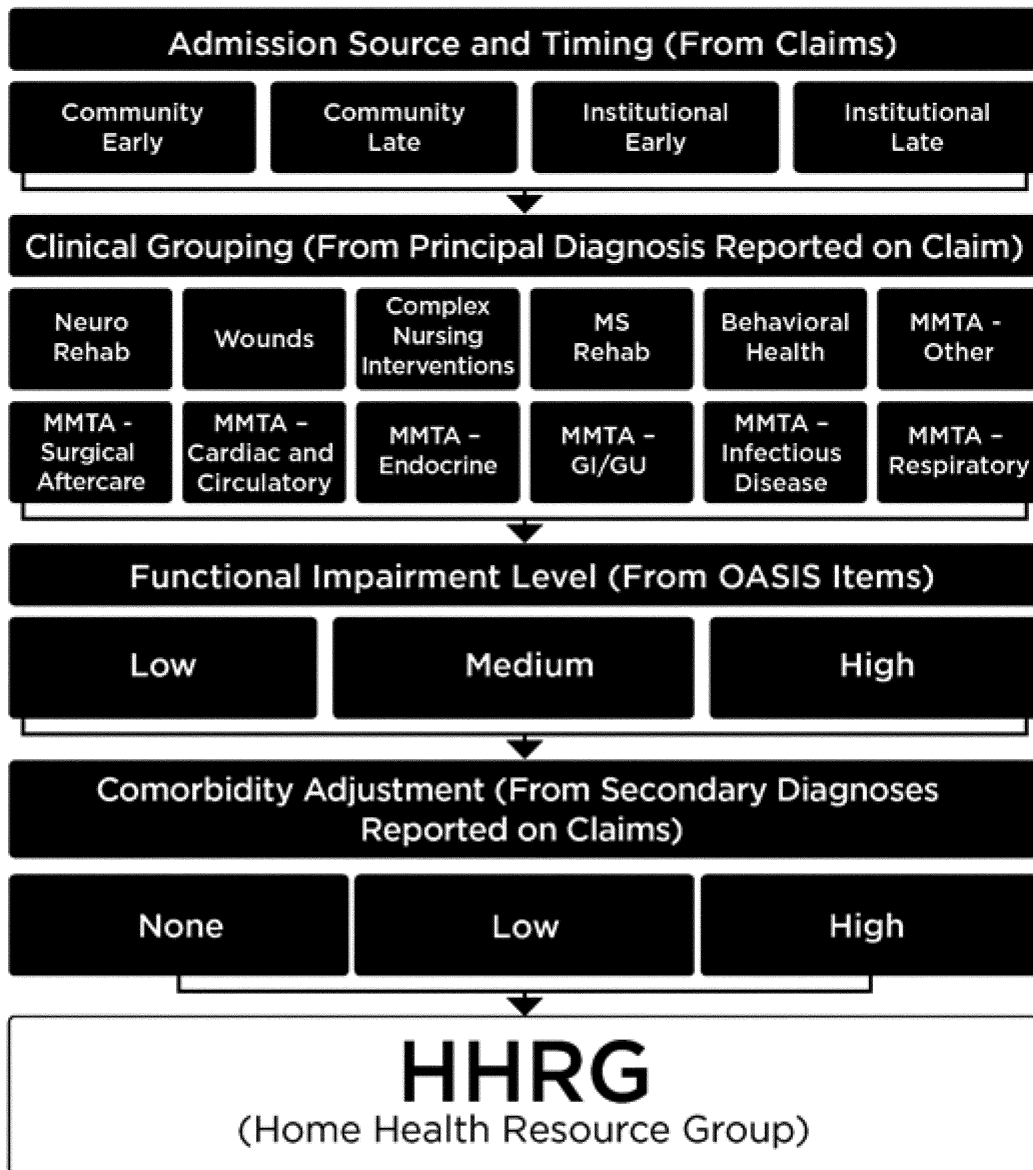 Admission Source and Timing (From Claims)
Community
Early
Community
Late
Institutional
Early
Institutional
Late
Clinical Grouping (From Principal Diagnosis Reported on Claim)
Neuro
Rehab
Wounds
Complex
Nursing
Interventions
MS
Rehab
Behavioral
Health
MMTA -
Other
MMTA -
Surgical
Aftercare
MMTA –
Cardiac and
Circulatory
MMTA –
Endocrine
MMTA –
GI/GU
MMTA –
Infectious
Disease
MMTA –
Respiratory
Functional Impairment Level (From OASIS Items)
Low
Medium
High
Comorbidity Adjustment (From Secondary Diagnoses
Reported on Claims)
None
Low
High
HHRG
(Home Health Resource Group)